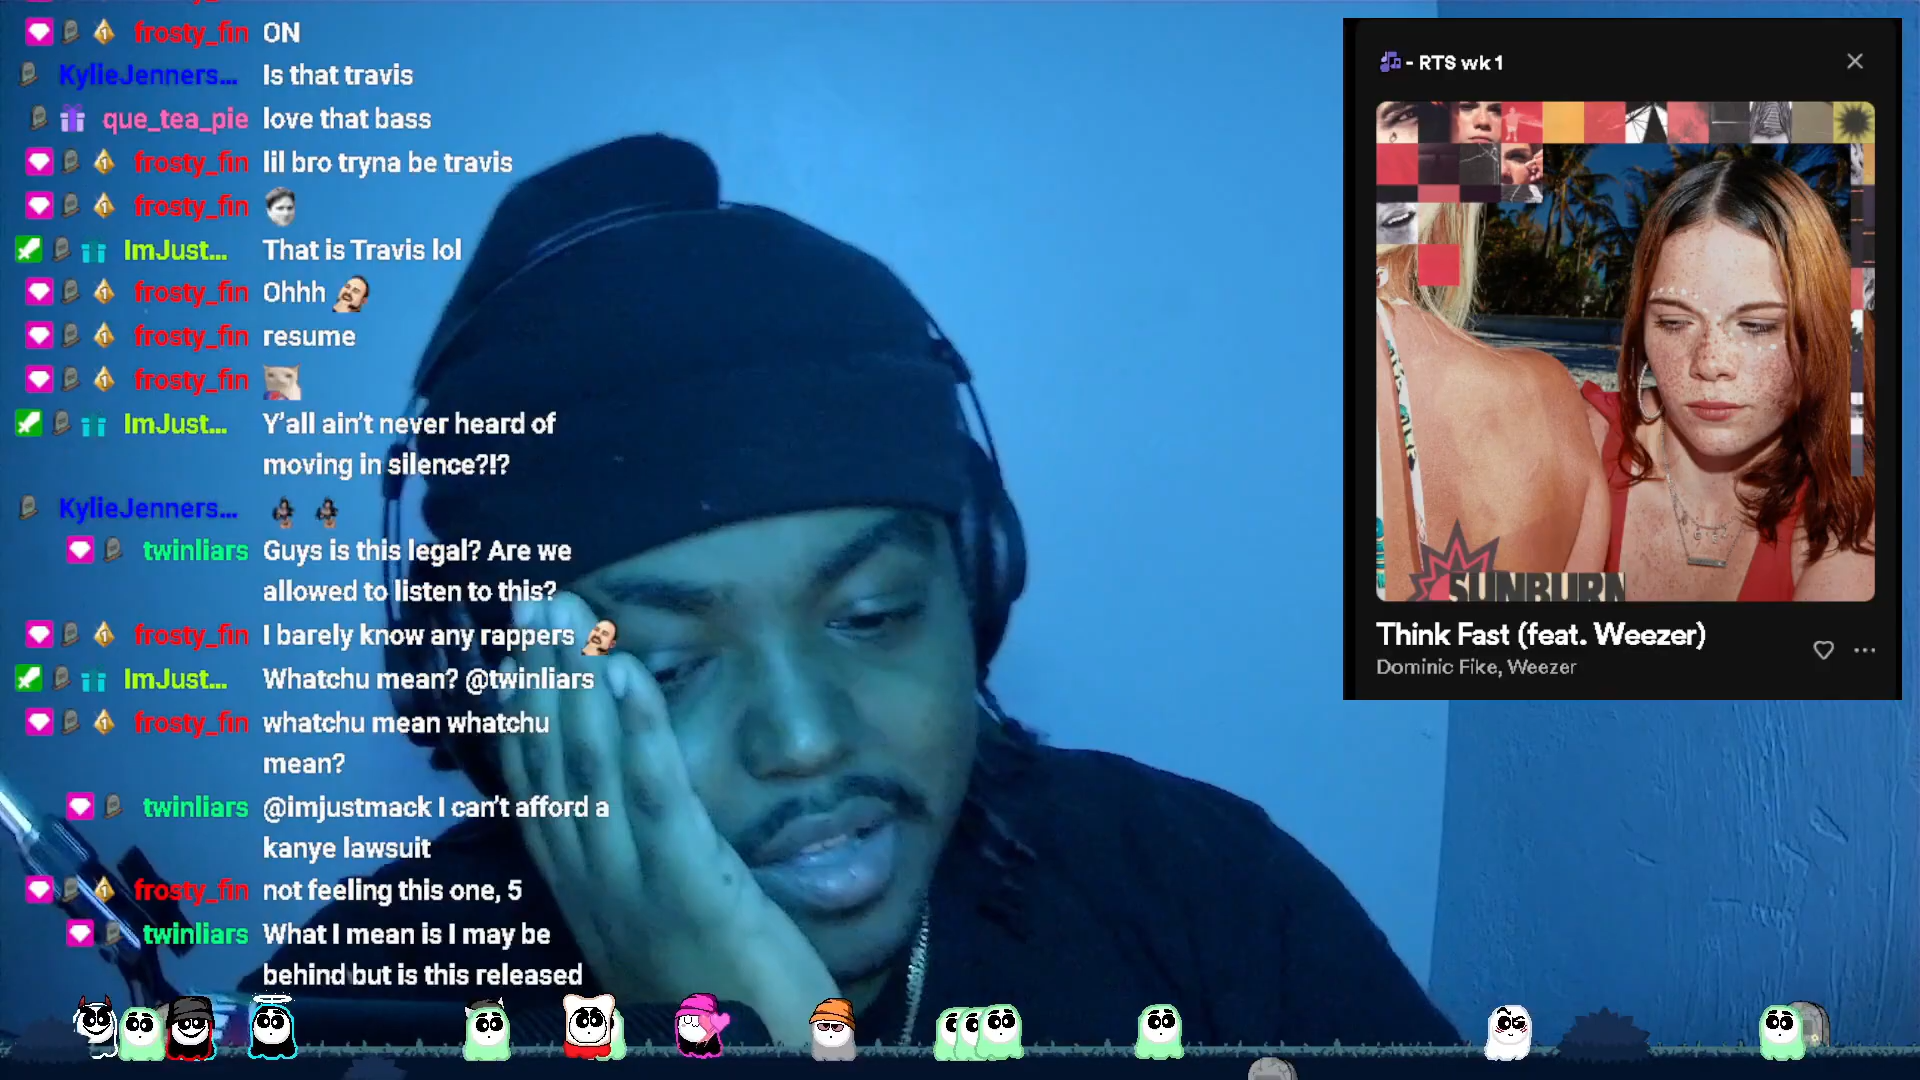 frosty_fin ON
KylieJenners... Is that travis
que_tea_pie love that bass
frosty_fin lil bro tryna be travis
frosty_fin
ImJust... That is Travis lol
frosty_fin Ohhh
frosty_fin resume
frosty_fin
ImJust... Y'all ain't never heard of
moving in silence?!?
KylieJenners...
twinliars Guys is this legal? Are we
allowed to listen to this?
frosty_fin I barely know any rappers
ImJust... Whatchu mean? @twinliars
frosty_fin whatchu mean whatchu
mean?
twinliars @imjustmack I can't afford a
kanye lawsuit
frosty_fin not feeling this one, 5
twinliars What I mean is I may be
behind but is this released
- RTS wk 1
SUNBURN
Think Fast (feat. Weezer)
Dominic Fike, Weezer